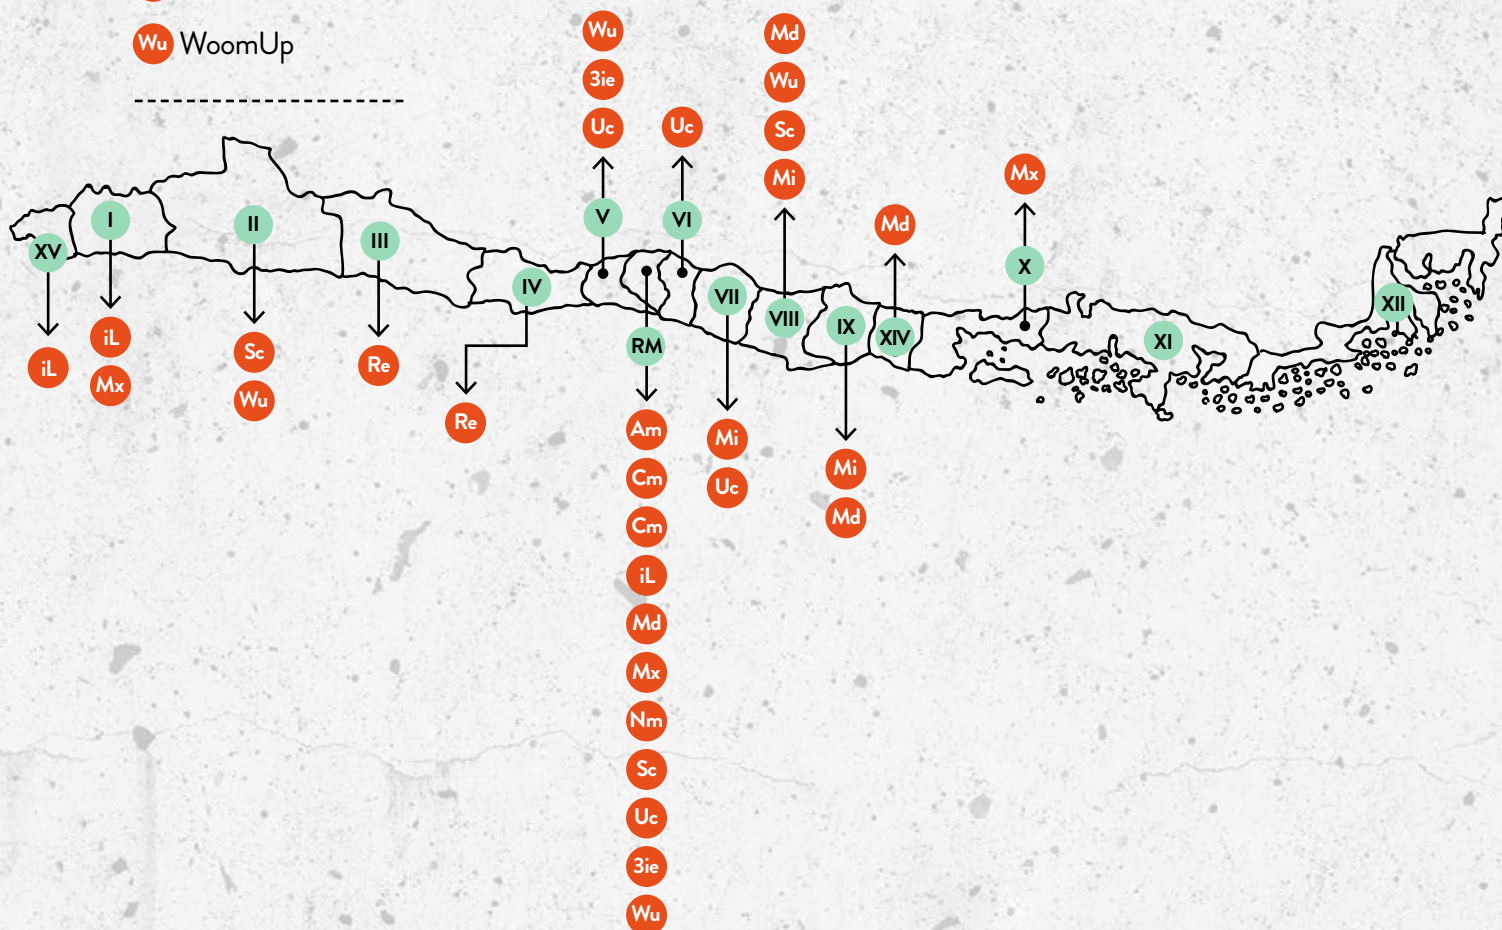 Wu WoomUp
Wu
3ie
Uc
Uc
Md
Wu
Sc
Mi
Md
Mx
XV
I
II
III
IV
V
VI
RM
VII
VIII
IX
XIV
X
XI
XII
iL
iL
Mx
Sc
Wu
Re
Re
Am
Cm
Cm
iL
Md
Mx
Nm
Sc
Uc
3ie
Wu
Mi
Uc
Mi
Md